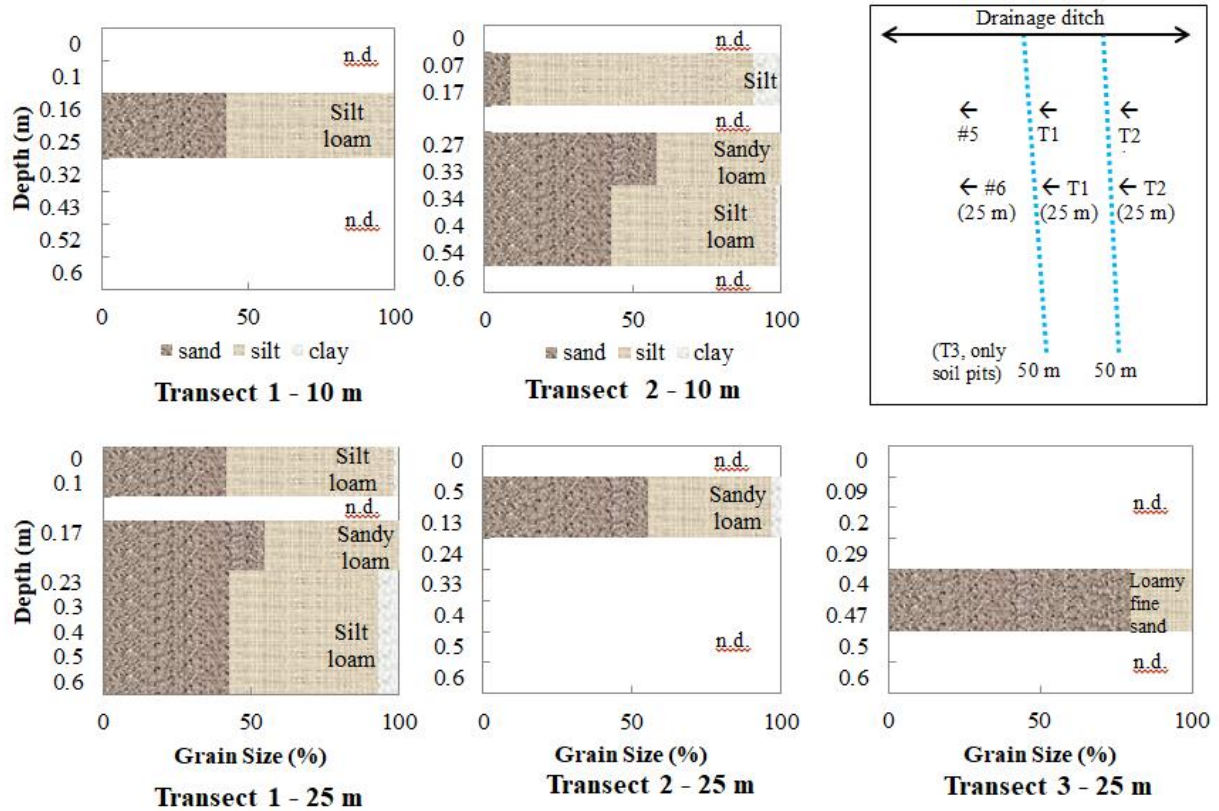 Depth (m)
0
0.1
0.16
0.25
0.32
0.43
0.52
0.6
n.d.
Silt
loam
n.d.
0 50 100
sand silt clay
Transect 1 - 10 m
0
0.07
0.17
0.27
0.33
0.34
0.4
0.54
0.6
n.d.
Silt
n.d.
Sandy
loam
Silt
loam
n.d.
0 50 100
sand silt clay
Transect 2 - 10 m
Drainage ditch
← #5 ← T1 ← T2
← #6 ← T1 ← T2
(25 m) (25 m) (25 m)
(T3, only
soil pits) 50 m 50 m
Depth (m)
0
0.1
0.17
0.23
0.3
0.4
0.5
0.6
Silt
loam
n.d.
Sandy
loam
Silt
loam
0 50 100
Grain Size (%)
Transect 1 - 25 m
0
0.5
0.13
0.24
0.33
0.4
0.5
0.6
n.d.
Sandy
loam
n.d.
0 50 100
Grain Size (%)
Transect 2 - 25 m
0
0.09
0.2
0.29
0.4
0.47
0.5
0.6
n.d.
Loamy
fine
sand
n.d.
0 50 100
Grain Size (%)
Transect 3 - 25 m